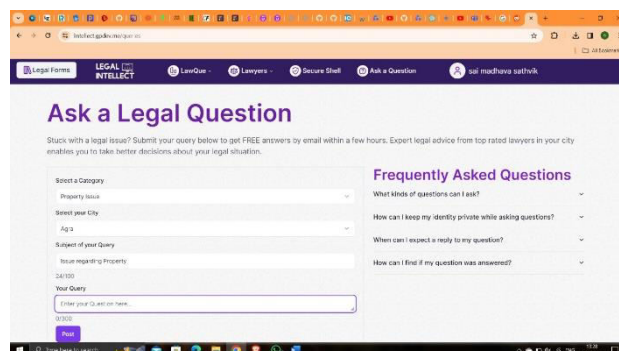 Legal Forms
LEGAL
INTELLECT
LawQue
Lawyers
Secure Shell
Ask a Question
sai madhava sathvik
Ask a Legal Question
Stuck with a legal issue? Submit your query below to get FREE answers by email within a few hours. Expert legal advice from top rated lawyers in your city
enables you to take better decisions about your legal situation.
Select a Category
Property Issue
Select your City
Agra
Subject of your Query
Issue regarding Property
24/100
Your Query
Enter your Question here..
0/300
Post
Frequently Asked Questions
What kinds of questions can I ask?
How can I keep my identity private while asking questions?
When can I expect a reply to my question?
How can I find if my question was answered?
Type here to search